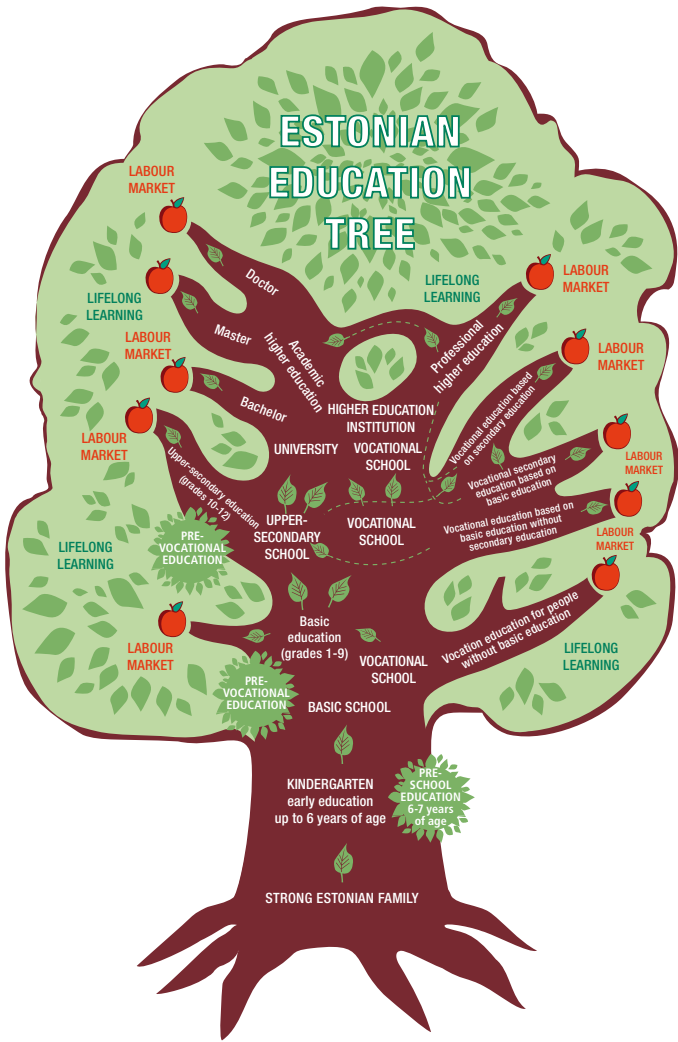 ESTONIAN
EDUCATION
TREE
LABOUR
MARKET
Doctor
LIFELONG
LEARNING
Master
LABOUR
MARKET
Bachelor
Academic
higher education
LABOUR
MARKET
Upper-secondary education
(grades 10-12)
LIFELONG
LEARNING
LABOUR
MARKET
Professional
higher education
LABOUR
MARKET
Vocational education based
on secondary education
HIGHER EDUCATION
INSTITUTION
UNIVERSITY
VOCATIONAL
SCHOOL
LABOUR
MARKET
Vocational secondary
education based on
basic education
LABOUR
MARKET
Vocational education based on
basic education without
secondary education
UPPER-
SECONDARY
SCHOOL
VOCATIONAL
SCHOOL
PRE-
VOCATIONAL
EDUCATION
LIFELONG
LEARNING
Basic
education
(grades 1-9)
LABOUR
MARKET
VOCATIONAL
SCHOOL
Vocation education for people
without basic education
LIFELONG
LEARNING
PRE-
VOCATIONAL
EDUCATION
BASIC SCHOOL
KINDERGARTEN
early education
up to 6 years of age
PRE-
SCHOOL
EDUCATION
6-7 years
of age
STRONG ESTONIAN FAMILY